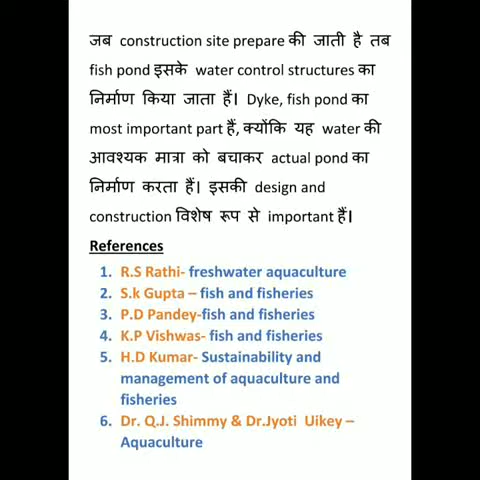 जब construction site prepare की जाती है तब
fish pond इसके water control structures का
निर्माण किया जाता हैं। Dyke, fish pond का
most important part हैं, क्योंकि यह water की
आवश्यक मात्रा को बचाकर actual pond का
निर्माण करता हैं। इसकी design and
construction विशेष रूप से important हैं।
References
1. R.S Rathi- freshwater aquaculture
2. S.k Gupta – fish and fisheries
3. P.D Pandey-fish and fisheries
4. K.P Vishwas- fish and fisheries
5. H.D Kumar- Sustainability and
management of aquaculture and
fisheries
6. Dr. Q.J. Shimmy & Dr.Jyoti Uikey –
Aquaculture